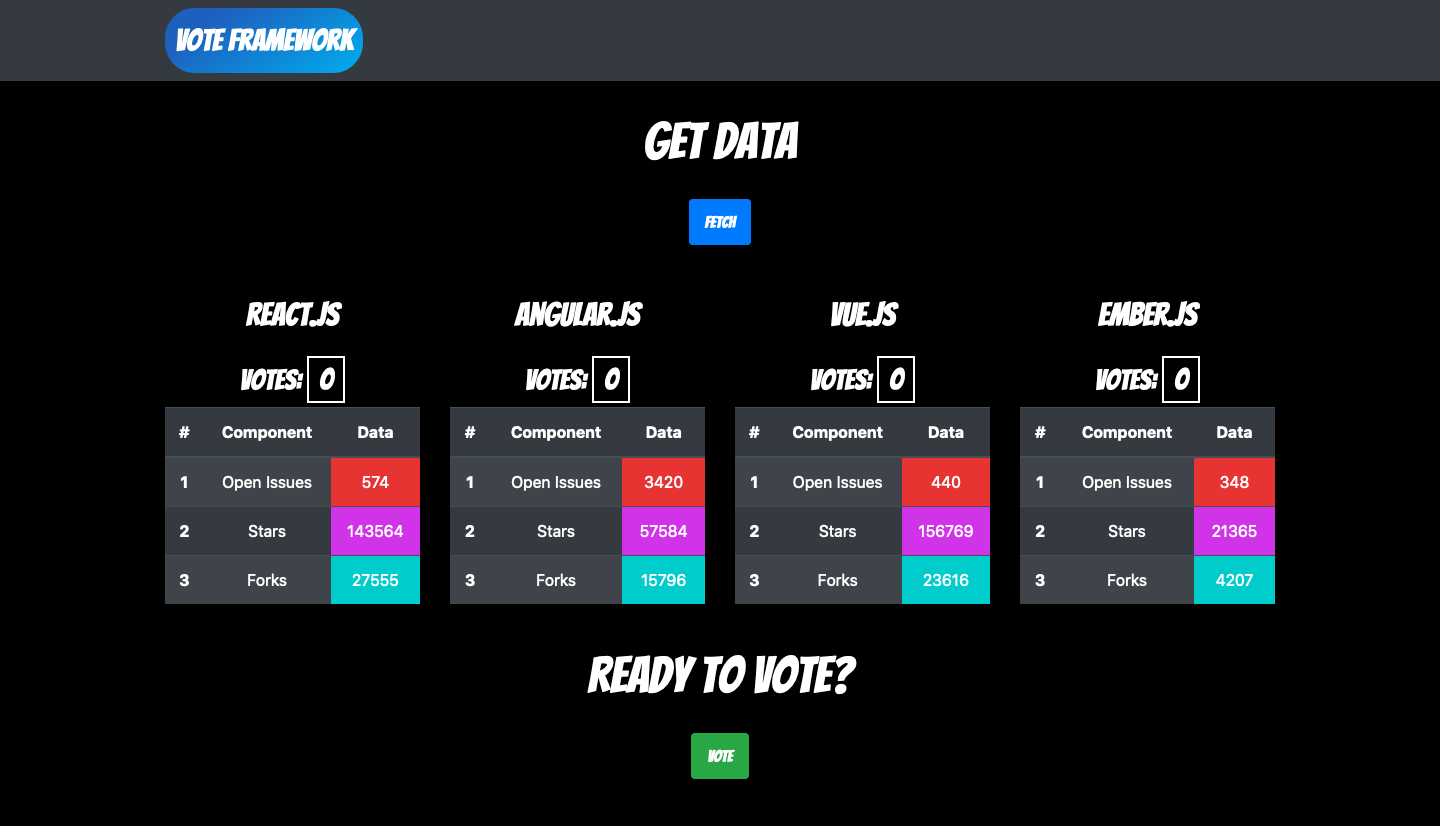 VOTE FRAMEWORK
GET DATA
FETCH
REACT.JS
VOTES: 0
# Component Data
1 Open Issues 574
2 Stars 143564
3 Forks 27555
ANGULAR.JS
VOTES: 0
# Component Data
1 Open Issues 3420
2 Stars 57584
3 Forks 15796
VUE.JS
VOTES: 0
# Component Data
1 Open Issues 440
2 Stars 156769
3 Forks 23616
EMBER.JS
VOTES: 0
# Component Data
1 Open Issues 348
2 Stars 21365
3 Forks 4207
READY TO VOTE?
VOTE